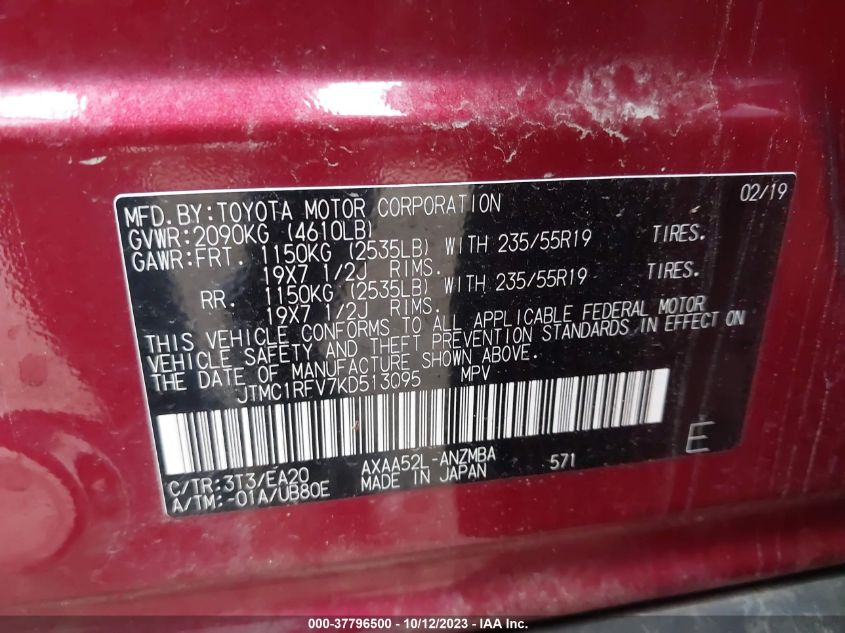 02/19
MFD.BY:TOYOTA MOTOR CORPORATION
GVWR:2090KG (4610LB)
GAWR:FRT. 1150KG (2535LB) WITH 235/55R19 TIRES.
19X7 1/2J RIMS.
RR. 1150KG (2535LB) WITH 235/55R19 TIRES.
19X7 1/2J RIMS.
THIS VEHICLE CONFORMS TO ALL APPLICABLE FEDERAL MOTOR
VEHICLE SAFETY AND THEFT PREVENTION STANDARDS IN EFFECT ON
THE DATE OF MANUFACTURE SHOWN ABOVE.
JTMC1RFV7KD513095 MPV
E
C/TR:3T3/EA20 AXAA52L-ANZMBA 571
A/TM:-01A/UB80E MADE IN JAPAN
000-37796500 - 10/12/2023 - IAA Inc.